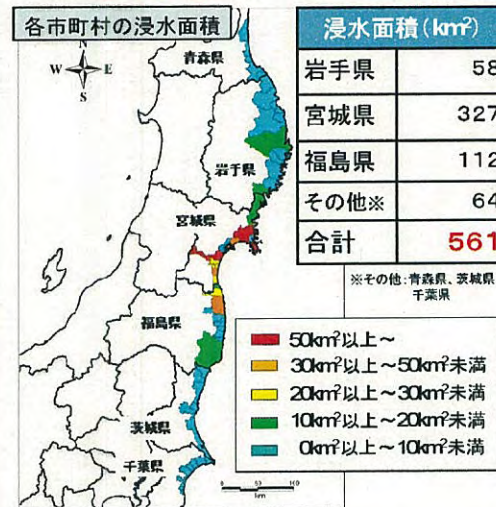 各市町村の浸水面積
N
W E
S
青森県
岩手県
宮城県
福島県
茨城県
千葉県
浸水面積(km²)
岩手県 58
宮城県 327
福島県 112
その他※ 64
合計 561
※その他:青森県、茨城県
千葉県
50km²以上~
30km²以上~50km²未満
20km²以上~30km²未満
10km²以上~20km²未満
0km²以上~10km²未満
0 50 100
km